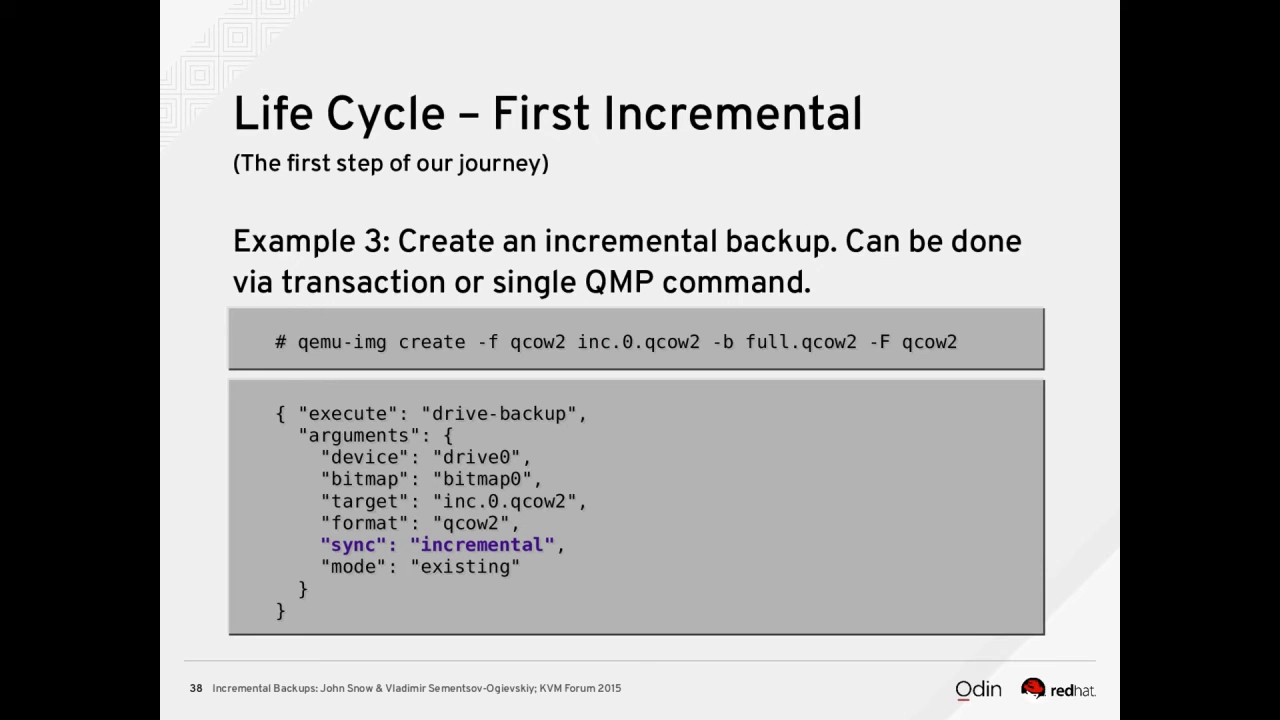 Life Cycle – First Incremental
(The first step of our journey)
Example 3: Create an incremental backup. Can be done
via transaction or single QMP command.
# qemu-img create -f qcow2 inc.0.qcow2 -b full.qcow2 -F qcow2
{ "execute": "drive-backup",
  "arguments": {
    "device": "drive0",
    "bitmap": "bitmap0",
    "target": "inc.0.qcow2",
    "format": "qcow2",
    "sync": "incremental",
    "mode": "existing"
  }
}
38 Incremental Backups: John Snow & Vladimir Sementsov-Ogievskiy; KVM Forum 2015
Odin redhat.